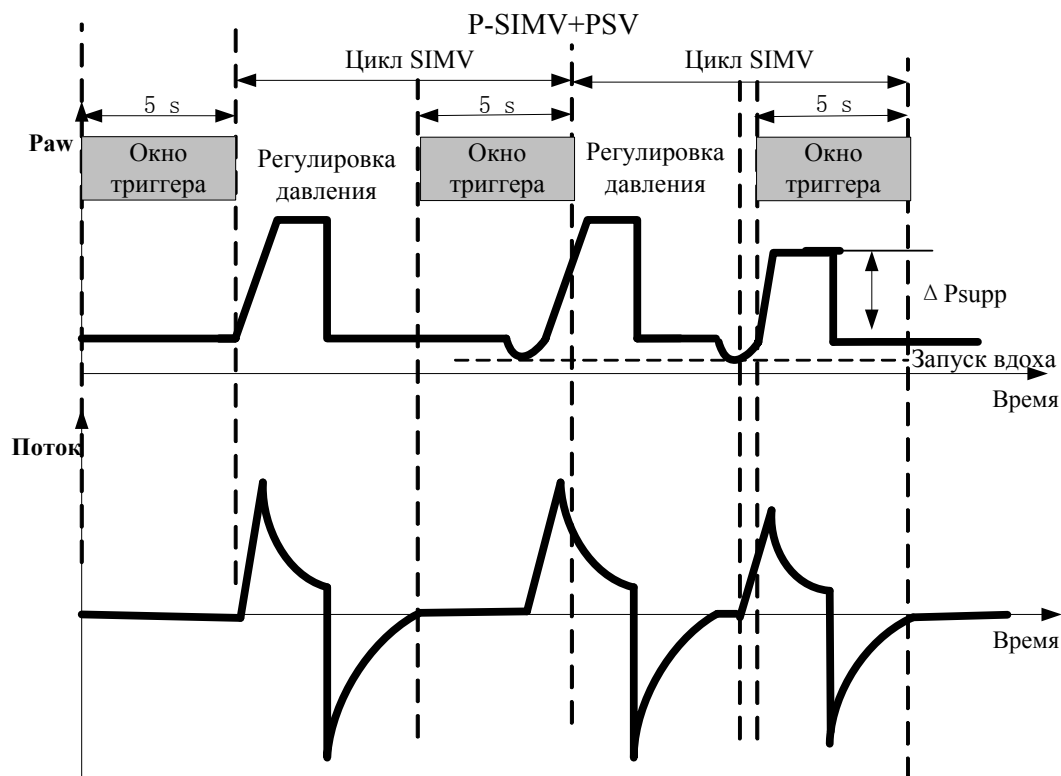 P-SIMV+PSV
Цикл SIMV
Цикл SIMV
5 s
5 s
5 s
Paw
Окно
триггера
Регулировка
давления
Окно
триггера
Регулировка
давления
Окно
триггера
Δ Psupp
Запуск вдоха
Время
Поток
Время